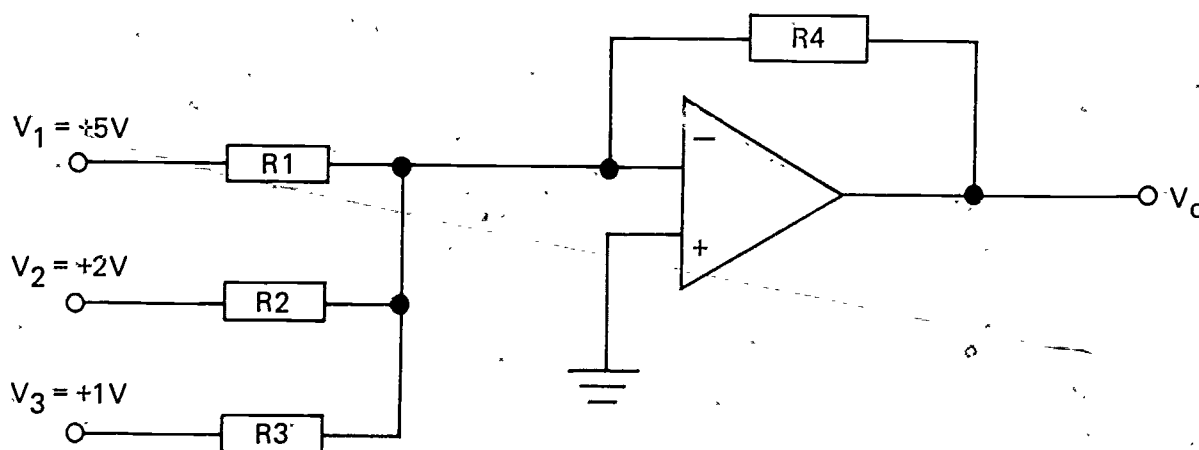 R4
V₁ = +5V
R1
−
V₂ = +2V
R2
+
V₃ = +1V
R3